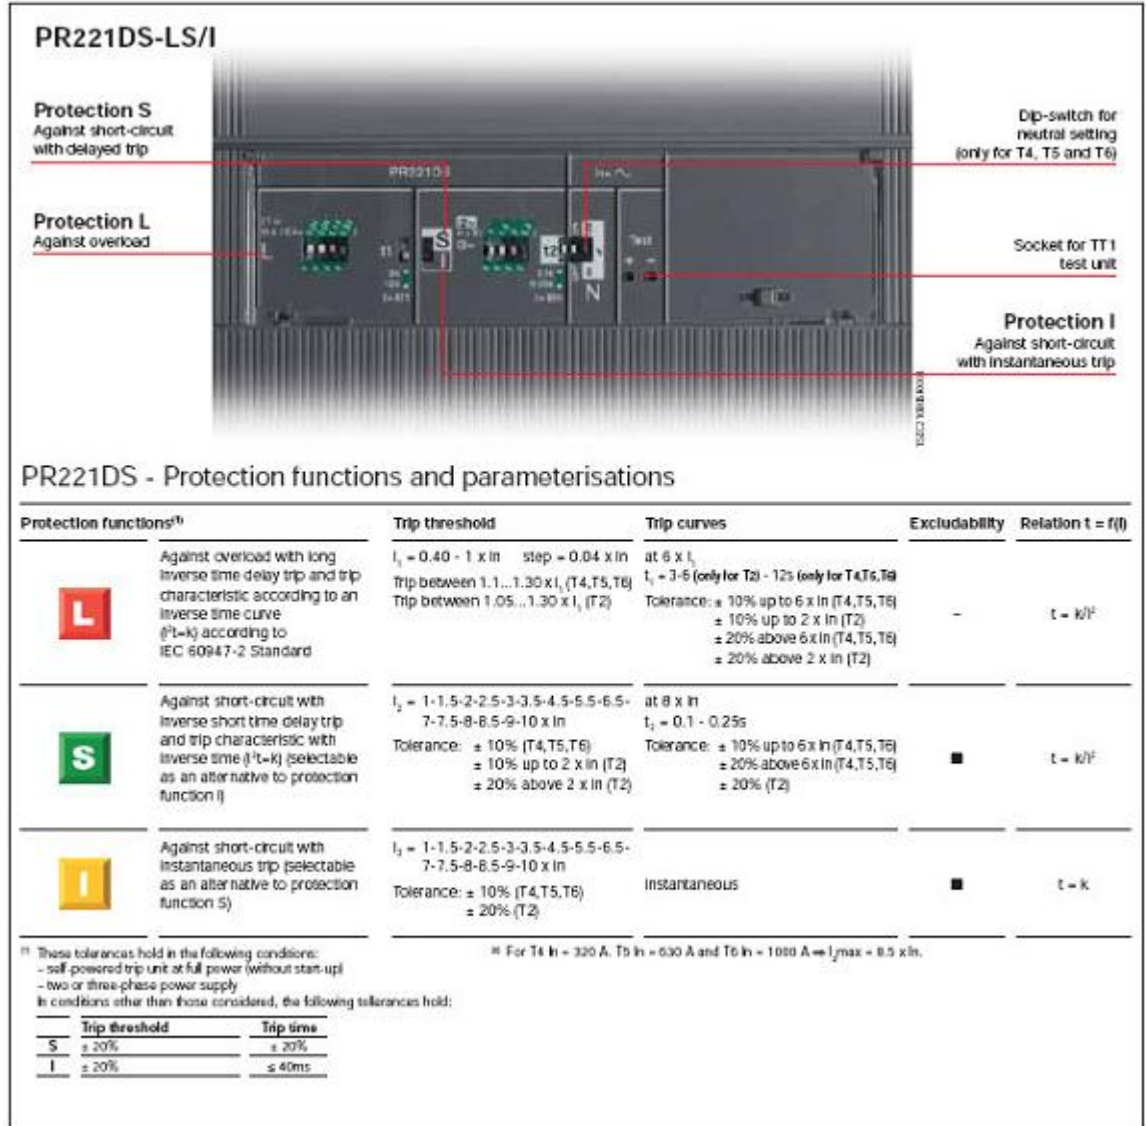 PR221DS-LS/I
Protection S
Against short-circuit
with delayed trip
Protection L
Against overload
Dip-switch for
neutral setting
(only for T4, T5 and T6)
Socket for TT1
test unit
Protection I
Against short-circuit
with instantaneous trip
PR221DS
In=
L
S
I
t1
t2
Test
+ -
N
PR221DS - Protection functions and parameterisations
Protection functions⁽¹⁾ Trip threshold Trip curves Excludability Relation t = f(I)
L
Against overload with long
inverse time delay trip and trip
characteristic according to an
inverse time curve
(I²t=k) according to
IEC 60947-2 Standard
I₁ = 0.40 - 1 x In step = 0.04 x In
Trip between 1.1...1.30 x I₁ (T4,T5,T6)
Trip between 1.05...1.30 x I₁ (T2)
at 6 x I₁
t₁ = 3-6 (only for T2) - 12s (only for T4,T5,T6)
Tolerance: ± 10% up to 6 x In (T4,T5,T6)
± 10% up to 2 x In (T2)
± 20% above 6 x In (T4,T5,T6)
± 20% above 2 x In (T2)
–
t = k/I²
S
Against short-circuit with
inverse short time delay trip
and trip characteristic with
inverse time (I²t=k) (selectable
as an alternative to protection
function I)
I₂ = 1-1.5-2-2.5-3-3.5-4.5-5.5-6.5-
7-7.5-8-8.5-9-10 x In
Tolerance: ± 10% (T4,T5,T6)
± 10% up to 2 x In (T2)
± 20% above 2 x In (T2)
at 8 x In
t₂ = 0.1 - 0.25s
Tolerance: ± 10% up to 6 x In (T4,T5,T6)
± 20% above 6 x In (T4,T5,T6)
± 20% (T2)
■
t = k/I²
I
Against short-circuit with
instantaneous trip (selectable
as an alternative to protection
function S)
I₃ = 1-1.5-2-2.5-3-3.5-4.5-5.5-6.5-
7-7.5-8-8.5-9-10 x In
Tolerance: ± 10% (T4,T5,T6)
± 20% (T2)
instantaneous
■
t = k
⁽¹⁾ These tolerances hold in the following conditions:
– self-powered trip unit at full power (without start-up)
– two or three-phase power supply
In conditions other than those considered, the following tollerances hold:
Trip threshold Trip time
S ± 20% ± 20%
I ± 20% ≤ 40ms
For T4 In = 320 A, T5 In = 630 A and T6 In = 1000 A ⇒ I₂max = 8.5 x In.